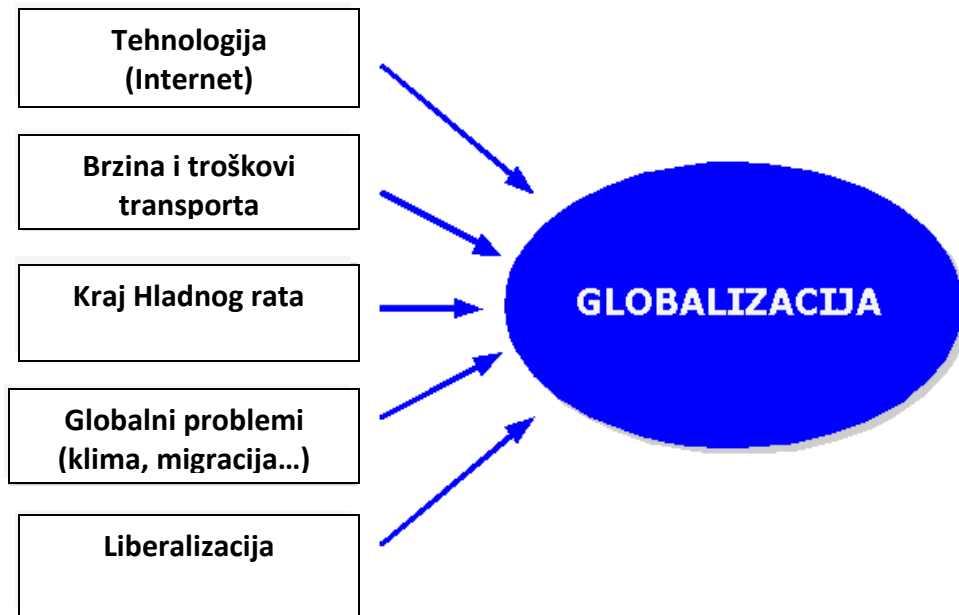 Tehnologija
(Internet)
Brzina i troškovi
transporta
Kraj Hladnog rata
Globalni problemi
(klima, migracija…)
Liberalizacija
GLOBALIZACIJA